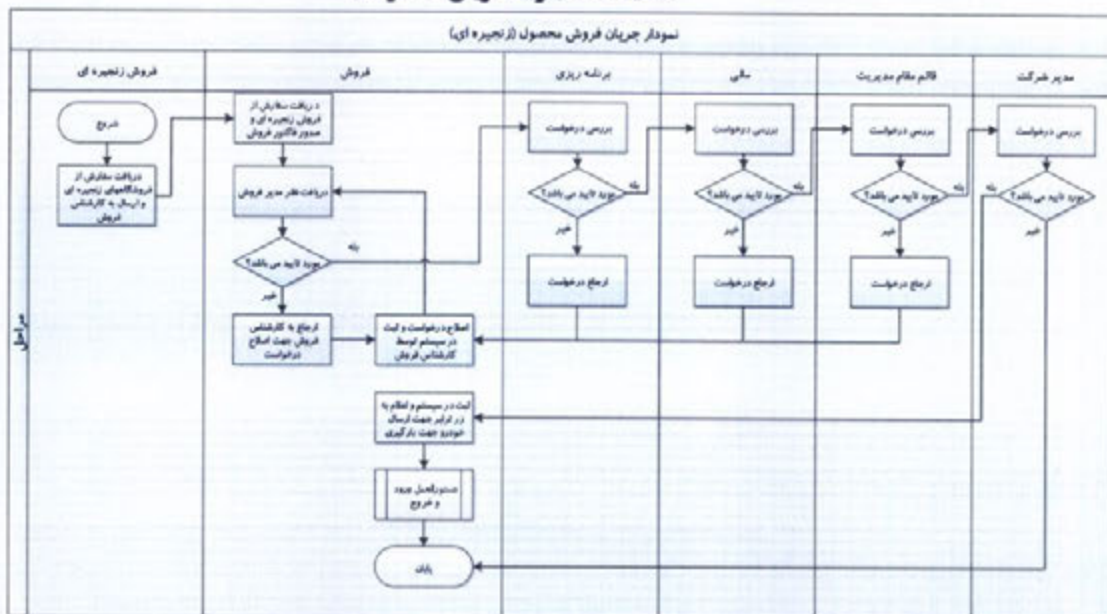 نمودار جریان فروش محصول (زنجیره ای)
فروش زنجیره ای
فروش
برنامه ریزی
مالی
قائم مقام مدیریت
مدیر شرکت
مراحل
شروع
دریافت سفارش از
فروشگاههای زنجیره ای
و ارسال به کارشناس
فروش
دریافت سفارش از
فروش زنجیره ای و
صدور فاکتور فروش
دریافت نظر مدیر فروش
مورد تایید می باشد؟
بله
خیر
ارجاع به کارشناس
فروش جهت اصلاح
درخواست
اصلاح درخواست و ثبت
در سیستم توسط
کارشناس فروش
بررسی درخواست
مورد تایید می باشد؟
بله
خیر
ارجاع درخواست
بررسی درخواست
مورد تایید می باشد؟
بله
خیر
ارجاع درخواست
بررسی درخواست
مورد تایید می باشد؟
بله
خیر
ارجاع درخواست
بررسی درخواست
مورد تایید می باشد؟
بله
خیر
ثبت در سیستم و اعلام به
جهت ارسال
خودرو جهت بارگیری
دستورالعمل ورود
و خروج
پایان